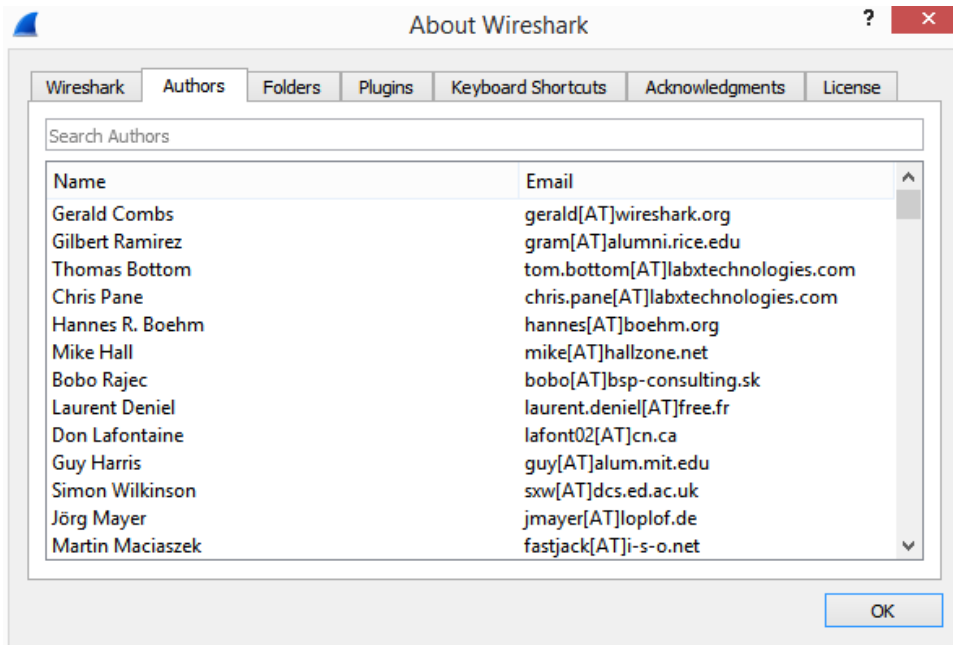 About Wireshark
?
Wireshark Authors Folders Plugins Keyboard Shortcuts Acknowledgments License
Search Authors
Name Email
Gerald Combs gerald[AT]wireshark.org
Gilbert Ramirez gram[AT]alumni.rice.edu
Thomas Bottom tom.bottom[AT]labxtechnologies.com
Chris Pane chris.pane[AT]labxtechnologies.com
Hannes R. Boehm hannes[AT]boehm.org
Mike Hall mike[AT]hallzone.net
Bobo Rajec bobo[AT]bsp-consulting.sk
Laurent Deniel laurent.deniel[AT]free.fr
Don Lafontaine lafont02[AT]cn.ca
Guy Harris guy[AT]alum.mit.edu
Simon Wilkinson sxw[AT]dcs.ed.ac.uk
Jörg Mayer jmayer[AT]loplof.de
Martin Maciaszek fastjack[AT]i-s-o.net
OK